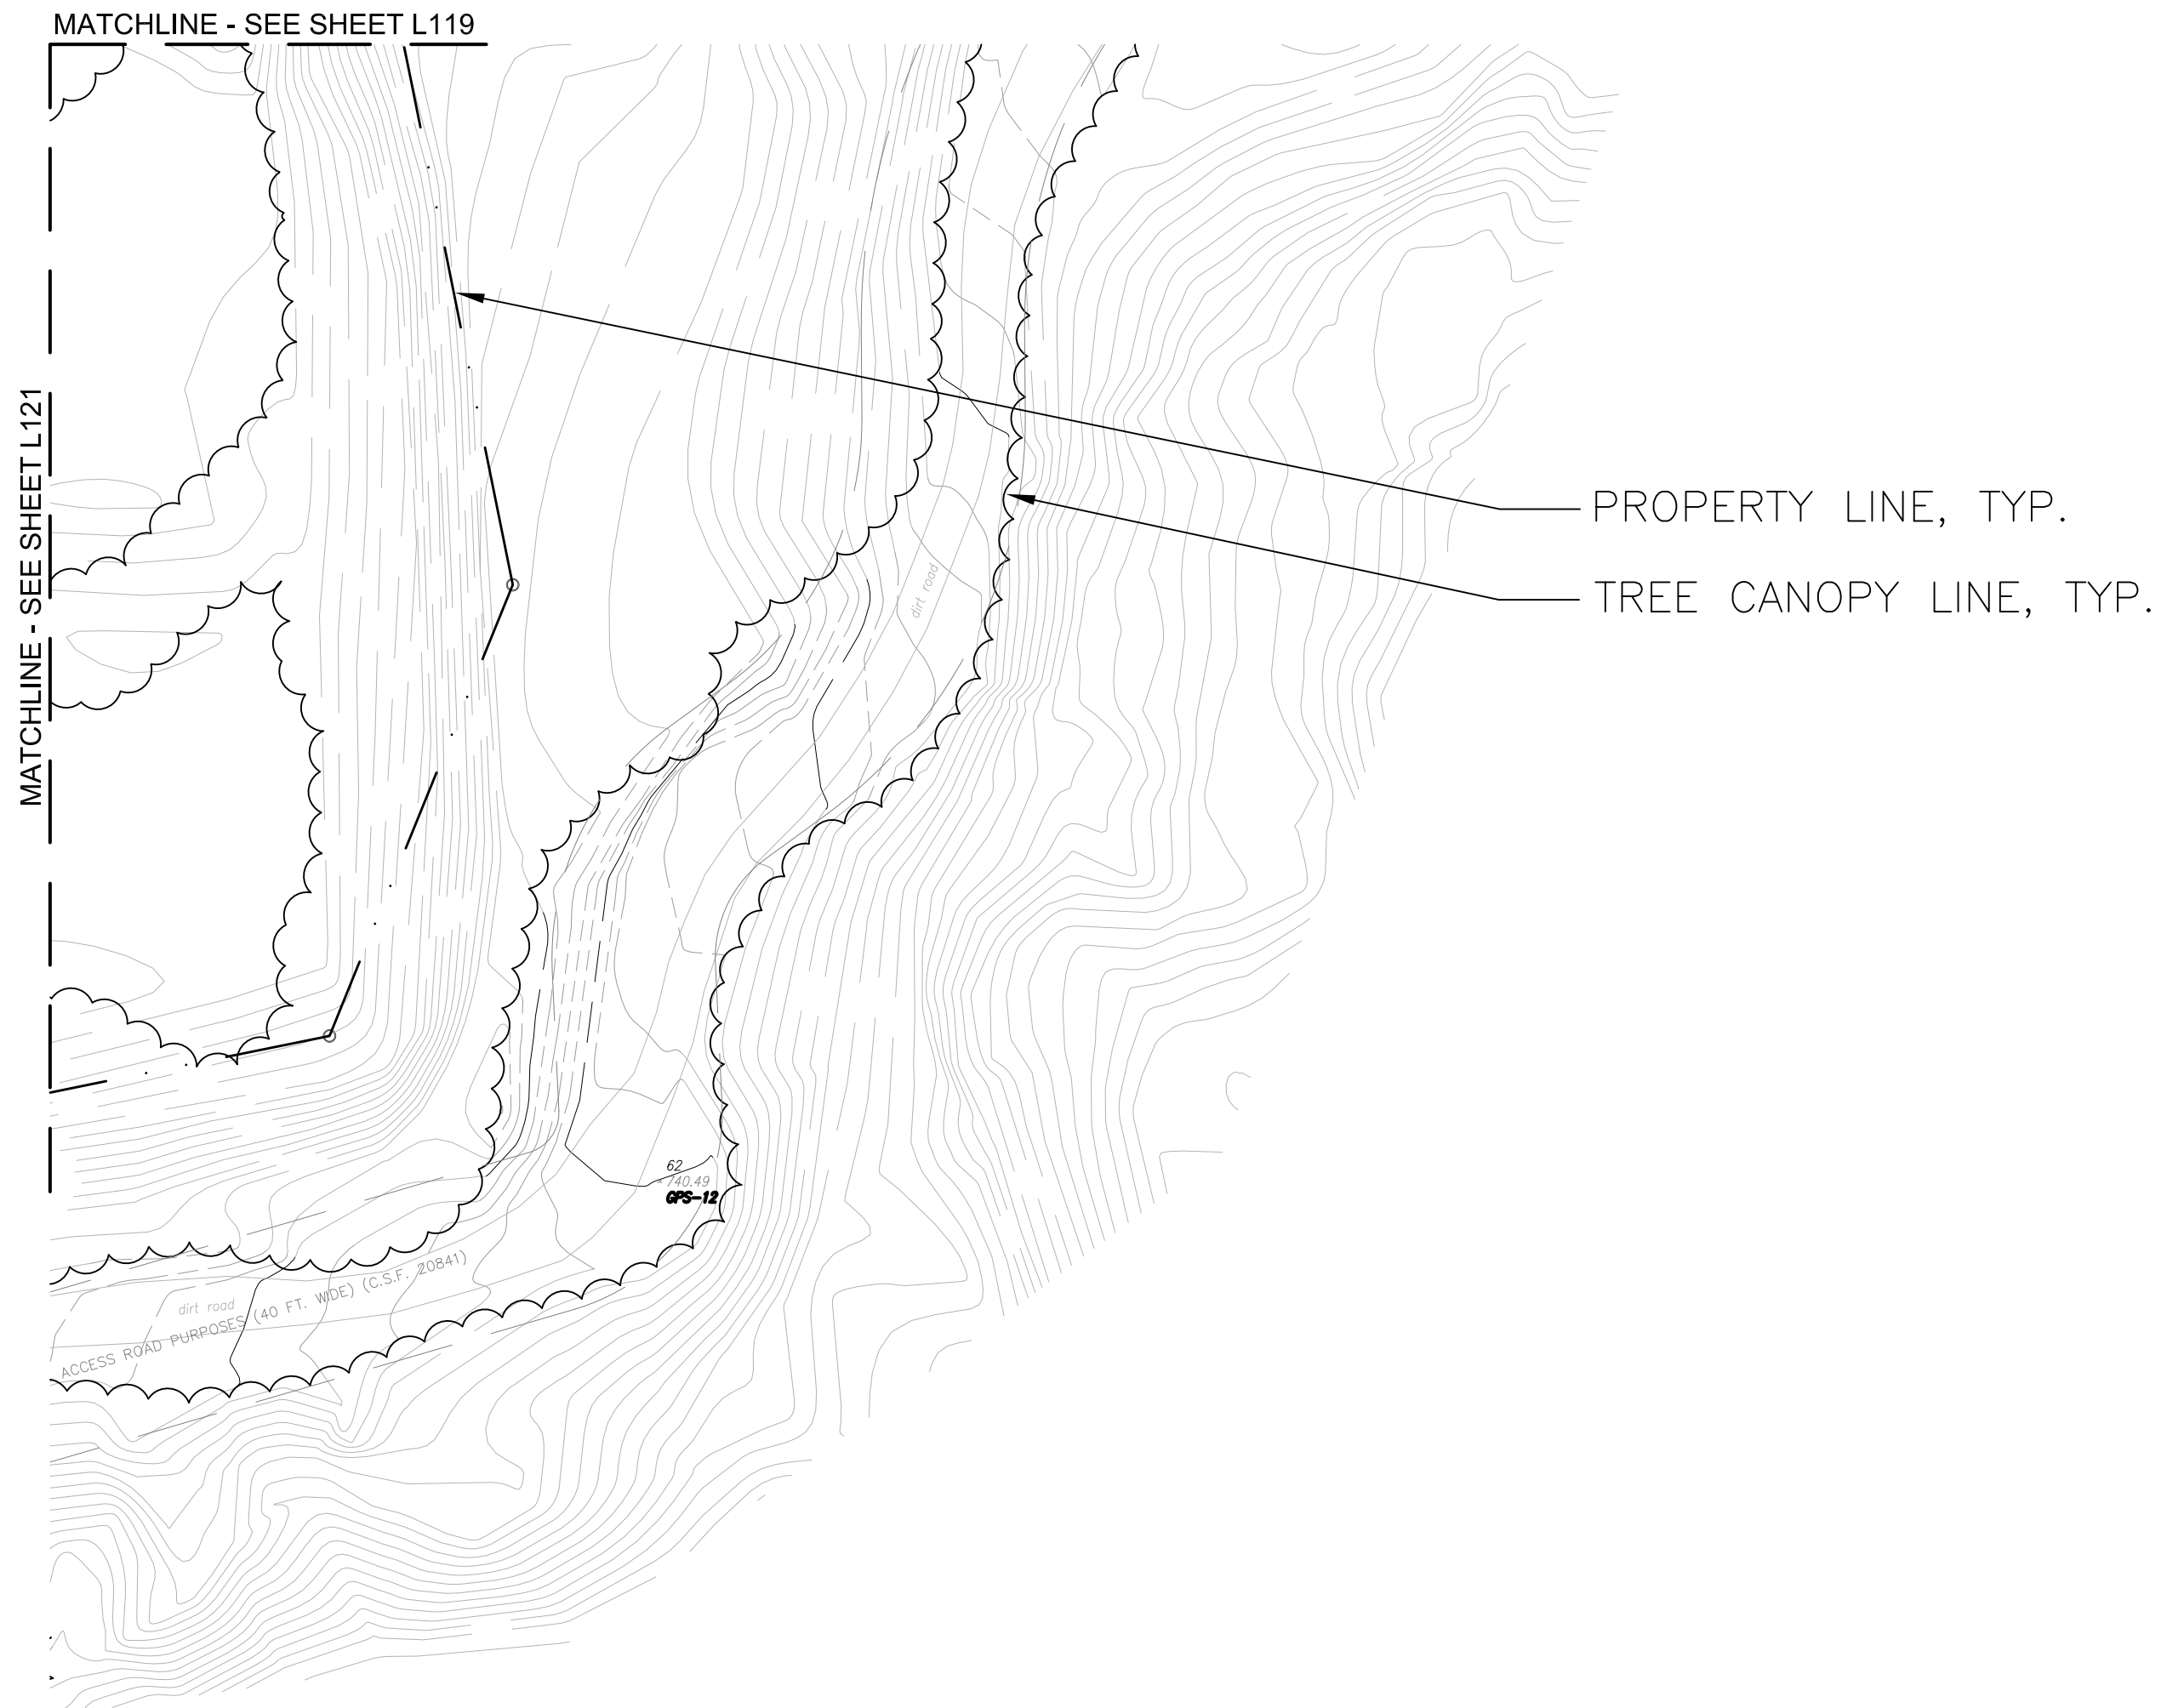 MATCHLINE - SEE SHEET L119
MATCHLINE - SEE SHEET L121
PROPERTY LINE, TYP.
TREE CANOPY LINE, TYP.
dirt road
62
×740.49
GPS-12
dirt road
ACCESS ROAD PURPOSES (40 FT. WIDE) (C.S.F. 20841)